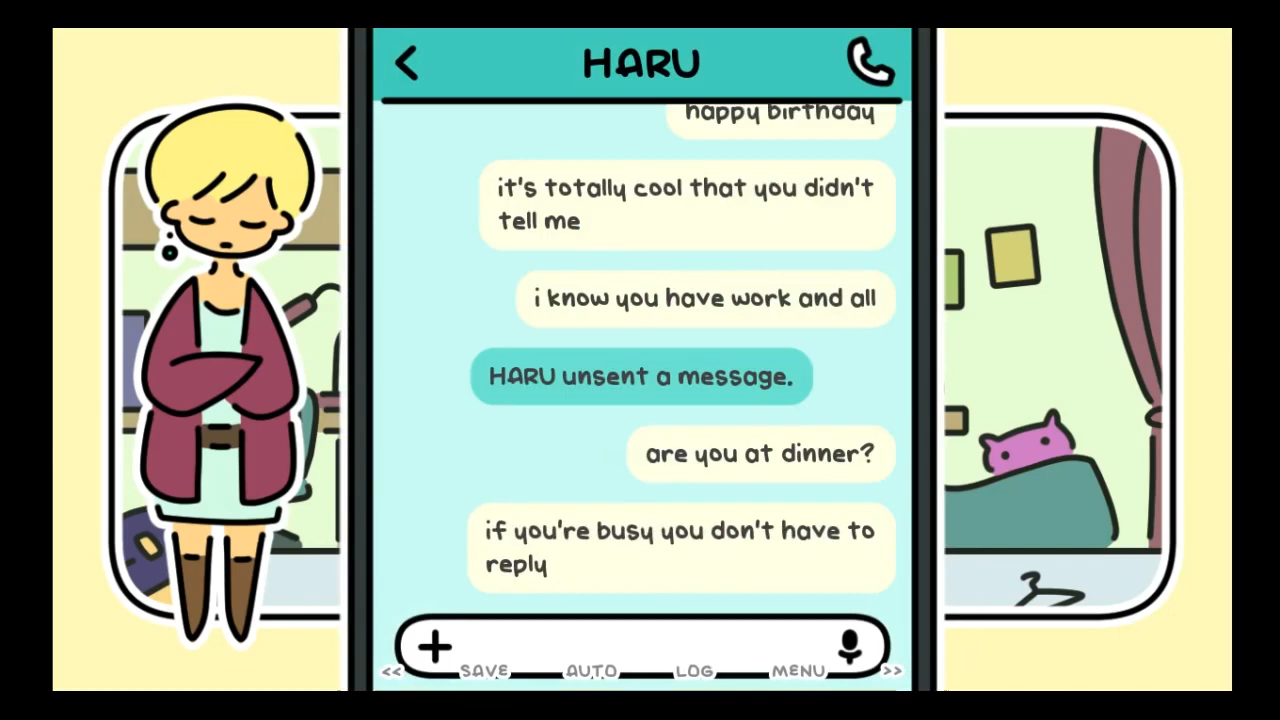 HARU
happy birthday
it's totally cool that you didn't
tell me
i know you have work and all
HARU unsent a message.
are you at dinner?
if you're busy you don't have to
reply
<< SAVE AUTO LOG MENU >>